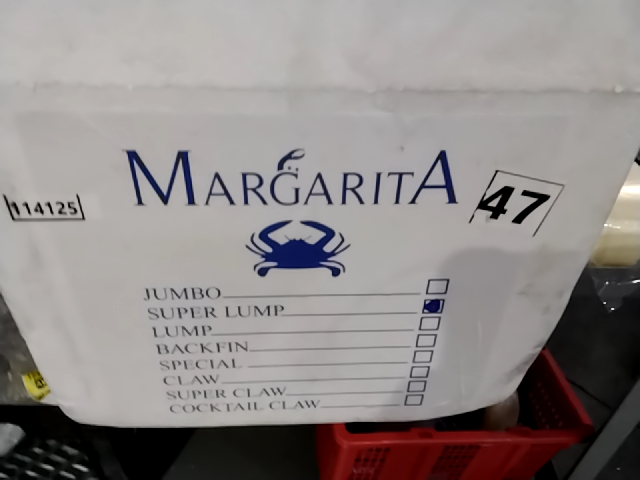 MARGARITA
114125
47
JUMBO
SUPER LUMP
LUMP
BACKFIN
SPECIAL
CLAW
SUPER CLAW
COCKTAIL CLAW